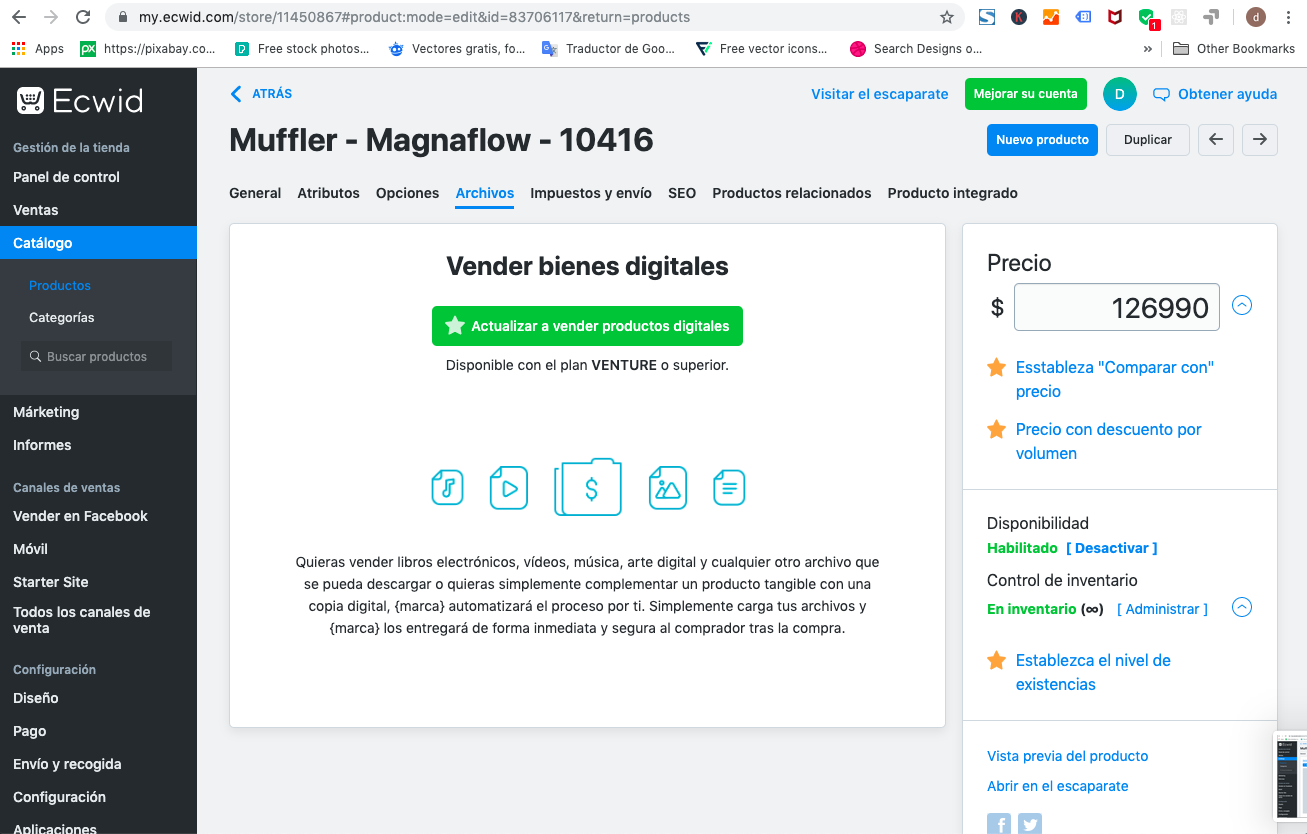 my.ecwid.com/store/11450867#product:mode=edit&id=83706117&return=products
K
1
d
Apps
px https://pixabay.co...
Free stock photos...
Vectores gratis, fo...
Traductor de Goo...
Free vector icons...
Search Designs o...
»
Other Bookmarks
Ecwid
Gestión de la tienda
Panel de control
Ventas
Catálogo
Productos
Categorías
Buscar productos
Márketing
Informes
Canales de ventas
Vender en Facebook
Móvil
Starter Site
Todos los canales de
venta
Configuración
Diseño
Pago
Envío y recogida
Configuración
Aplicaciones
ATRÁS
Visitar el escaparate
Mejorar su cuenta
D
Obtener ayuda
Muffler - Magnaflow - 10416
Nuevo producto
Duplicar
General
Atributos
Opciones
Archivos
Impuestos y envío
SEO
Productos relacionados
Producto integrado
Vender bienes digitales
Actualizar a vender productos digitales
Disponible con el plan VENTURE o superior.
$
Quieras vender libros electrónicos, vídeos, música, arte digital y cualquier otro archivo que
se pueda descargar o quieras simplemente complementar un producto tangible con una
copia digital, {marca} automatizará el proceso por ti. Simplemente carga tus archivos y
{marca} los entregará de forma inmediata y segura al comprador tras la compra.
Precio
$ 126990
Esstableza "Comparar con"
precio
Precio con descuento por
volumen
Disponibilidad
Habilitado [ Desactivar ]
Control de inventario
En inventario (∞) [ Administrar ]
Establezca el nivel de
existencias
Vista previa del producto
Abrir en el escaparate